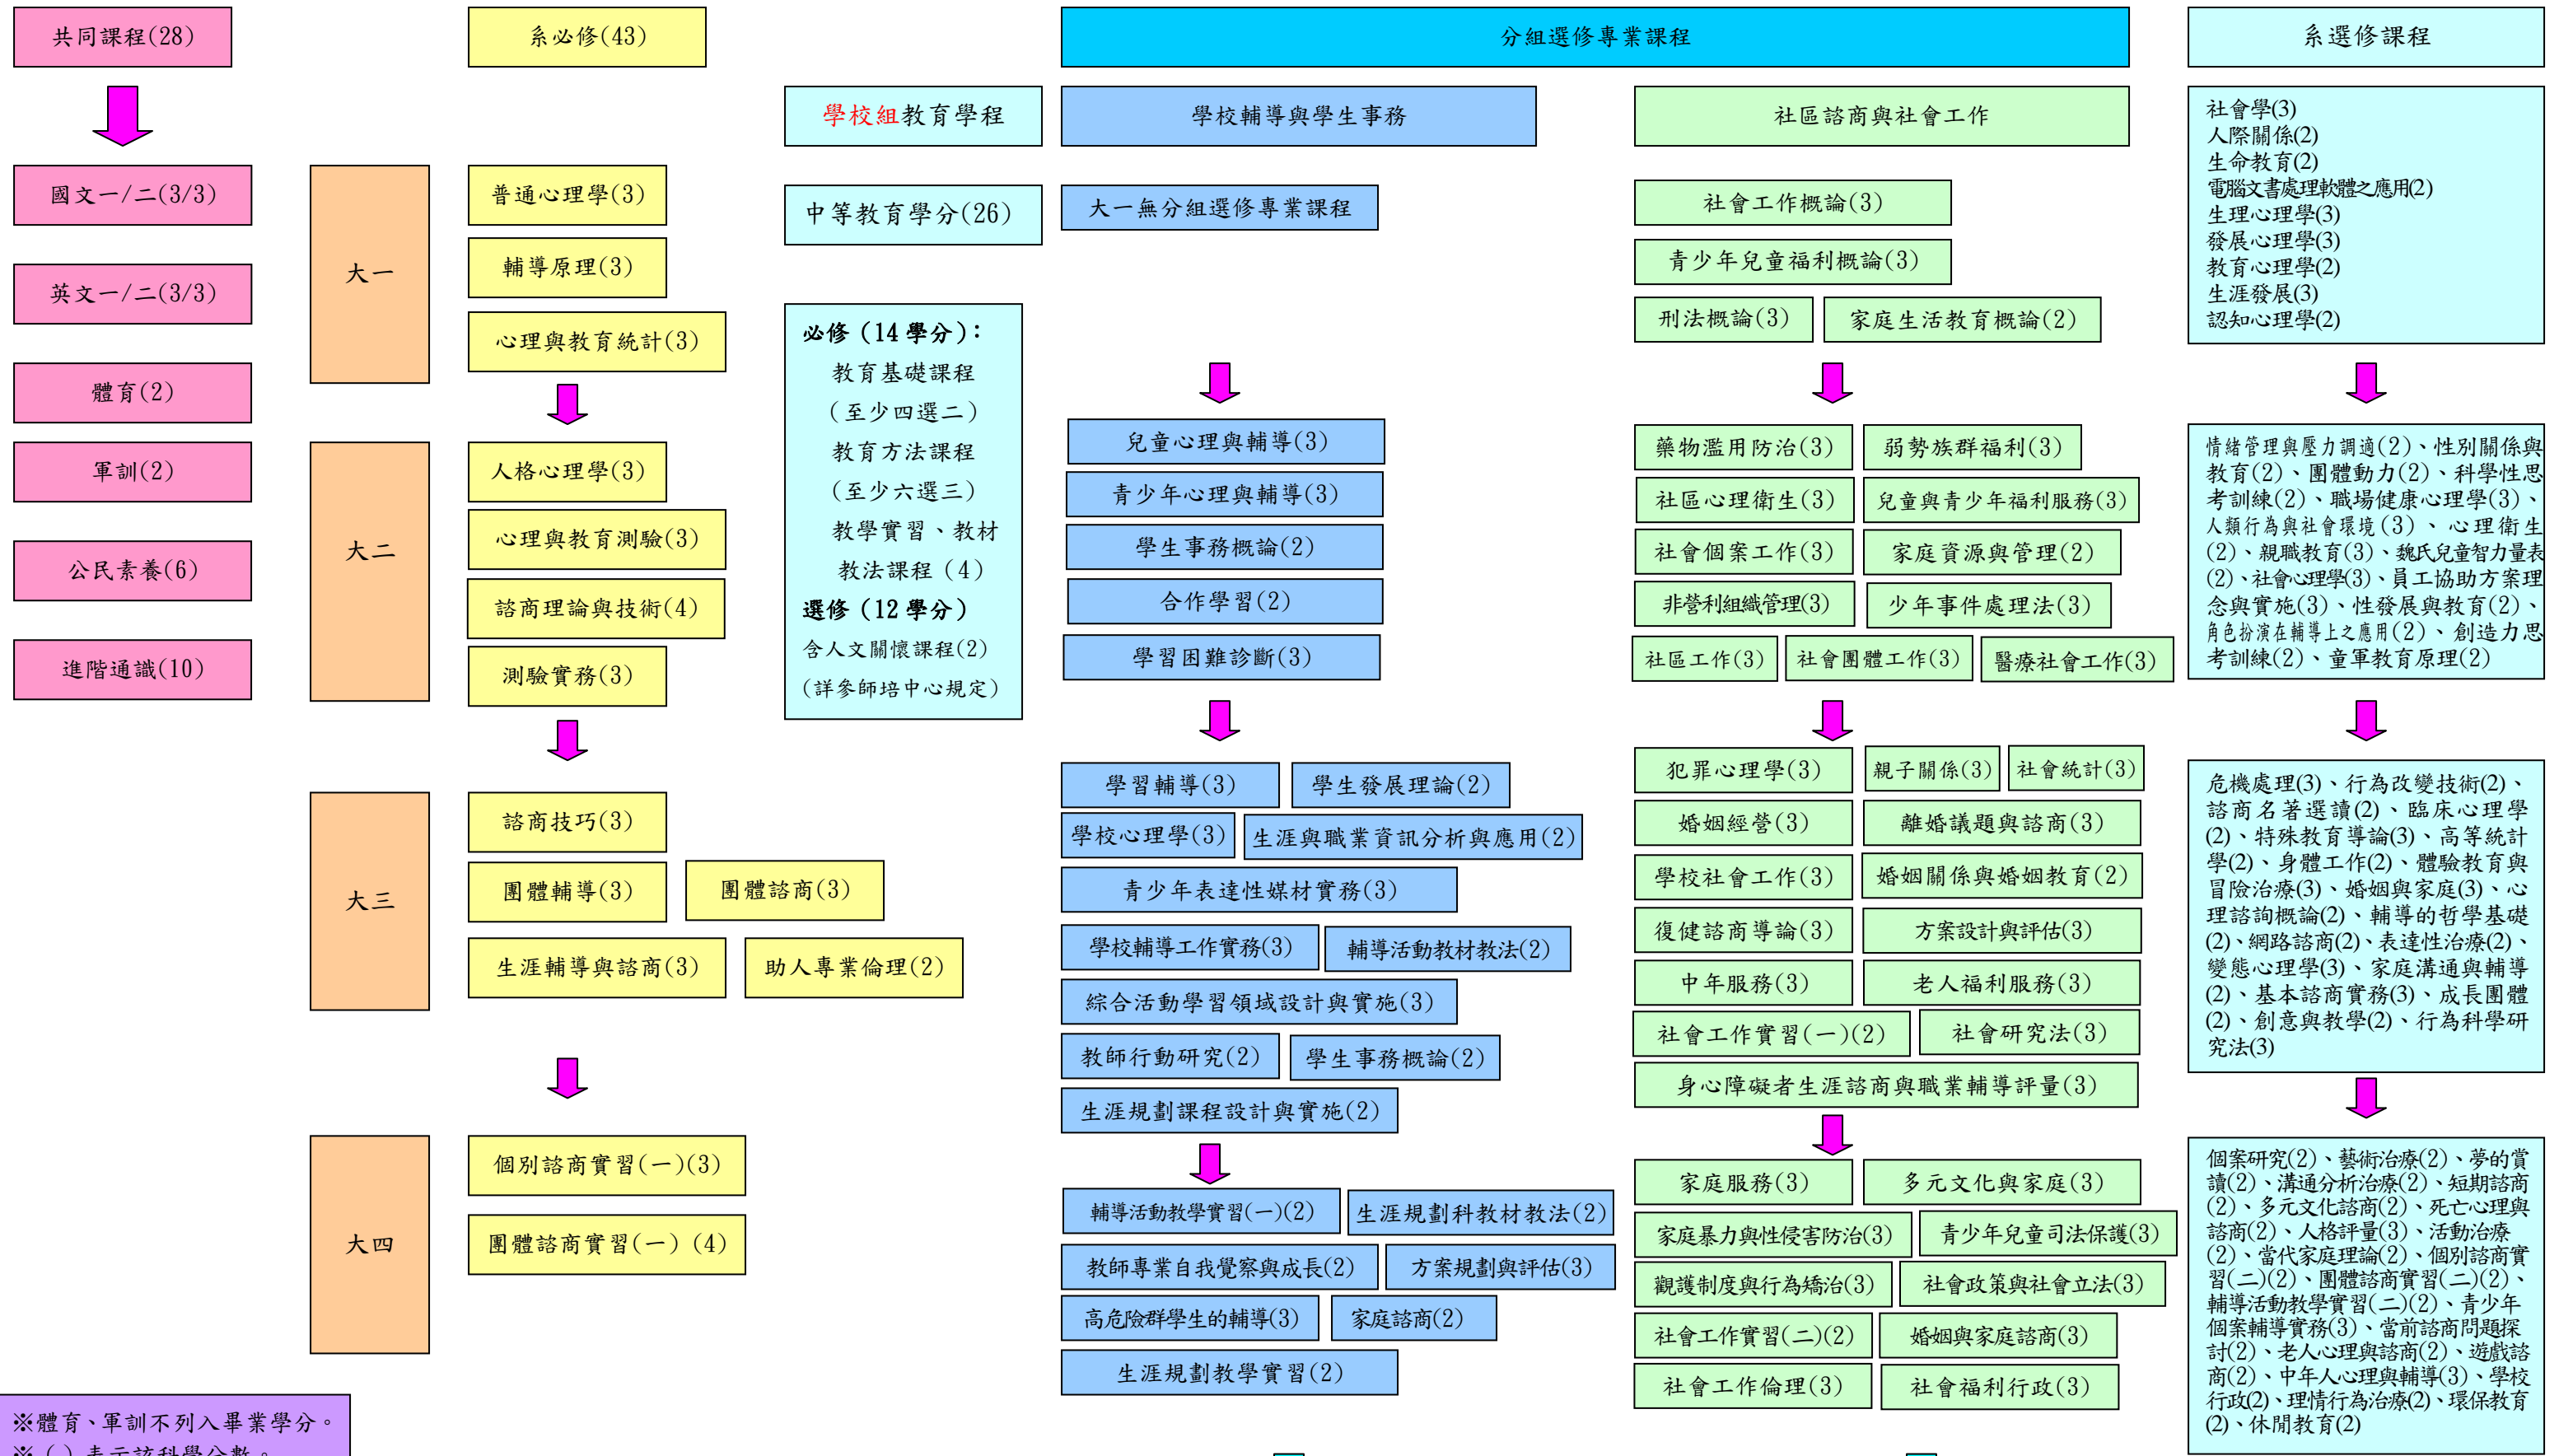 共同課程(28)
系必修(43)
分組選修專業課程
系選修課程
學校組教育學程
學校輔導與學生事務
社區諮商與社會工作
國文一/二(3/3)
英文一/二(3/3)
體育(2)
軍訓(2)
公民素養(6)
進階通識(10)
大一
普通心理學(3)
輔導原理(3)
心理與教育統計(3)
大二
人格心理學(3)
心理與教育測驗(3)
諮商理論與技術(4)
測驗實務(3)
大三
諮商技巧(3)
團體輔導(3)
團體諮商(3)
生涯輔導與諮商(3)
助人專業倫理(2)
大四
個別諮商實習(一)(3)
團體諮商實習(一) (4)
中等教育學分(26)
必修（14 學分）：
教育基礎課程
（至少四選二）
教育方法課程
(至少六選三)
教學實習、教材
教法課程（4）
選修（12 學分）
含人文關懷課程(2)
(詳參師培中心規定)
大一無分組選修專業課程
兒童心理與輔導(3)
青少年心理與輔導(3)
學生事務概論(2)
合作學習(2)
學習困難診斷(3)
學習輔導(3)
學生發展理論(2)
學校心理學(3)
生涯與職業資訊分析與應用(2)
青少年表達性媒材實務(3)
學校輔導工作實務(3)
輔導活動教材教法(2)
綜合活動學習領域設計與實施(3)
教師行動研究(2)
學生事務概論(2)
生涯規劃課程設計與實施(2)
輔導活動教學實習(一)(2)
生涯規劃科教材教法(2)
教師專業自我覺察與成長(2)
方案規劃與評估(3)
高危險群學生的輔導(3)
家庭諮商(2)
生涯規劃教學實習(2)
社會工作概論(3)
青少年兒童福利概論(3)
刑法概論(3)
家庭生活教育概論(2)
藥物濫用防治(3)
弱勢族群福利(3)
社區心理衛生(3)
兒童與青少年福利服務(3)
社會個案工作(3)
家庭資源與管理(2)
非營利組織管理(3)
少年事件處理法(3)
社區工作(3)
社會團體工作(3)
醫療社會工作(3)
犯罪心理學(3)
親子關係(3)
社會統計(3)
婚姻經營(3)
離婚議題與諮商(3)
學校社會工作(3)
婚姻關係與婚姻教育(2)
復健諮商導論(3)
方案設計與評估(3)
中年服務(3)
老人福利服務(3)
社會工作實習(一)(2)
社會研究法(3)
身心障礙者生涯諮商與職業輔導評量(3)
家庭服務(3)
多元文化與家庭(3)
家庭暴力與性侵害防治(3)
青少年兒童司法保護(3)
觀護制度與行為矯治(3)
社會政策與社會立法(3)
社會工作實習(二)(2)
婚姻與家庭諮商(3)
社會工作倫理(3)
社會福利行政(3)
社會學(3)
人際關係(2)
生命教育(2)
電腦文書處理軟體之應用(2)
生理心理學(3)
發展心理學(3)
教育心理學(2)
生涯發展(3)
認知心理學(2)
情緒管理與壓力調適(2)、性別關係與
教育(2)、團體動力(2)、科學性思
考訓練(2)、職場健康心理學(3)、
人類行為與社會環境(3)、心理衛生
(2)、親職教育(3)、魏氏兒童智力量表
(2)、社會心理學(3)、員工協助方案理
念與實施(3)、性發展與教育(2)、
角色扮演在輔導上之應用(2)、創造力思
考訓練(2)、童軍教育原理(2)
危機處理(3)、行為改變技術(2)、
諮商名著選讀(2)、臨床心理學
(2)、特殊教育導論(3)、高等統計
學(2)、身體工作(2)、體驗教育與
冒險治療(3)、婚姻與家庭(3)、心
理諮詢概論(2)、輔導的哲學基礎
(2)、網路諮商(2)、表達性治療(2)、
變態心理學(3)、家庭溝通與輔導
(2)、基本諮商實務(3)、成長團體
(2)、創意與教學(2)、行為科學研
究法(3)
個案研究(2)、藝術治療(2)、夢的賞
讀(2)、溝通分析治療(2)、短期諮商
(2)、多元文化諮商(2)、死亡心理與
諮商(2)、人格評量(3)、活動治療
(2)、當代家庭理論(2)、個別諮商實
習(二)(2)、團體諮商實習(二)(2)、
輔導活動教學實習(二)(2)、青少年
個案輔導實務(3)、當前諮商問題探
討(2)、老人心理與諮商(2)、遊戲諮
商(2)、中年人心理與輔導(3)、學校
行政(2)、理情行為治療(2)、環保教育
(2)、休閒教育(2)
※體育、軍訓不列入畢業學分。
※（）表示該科學分數。